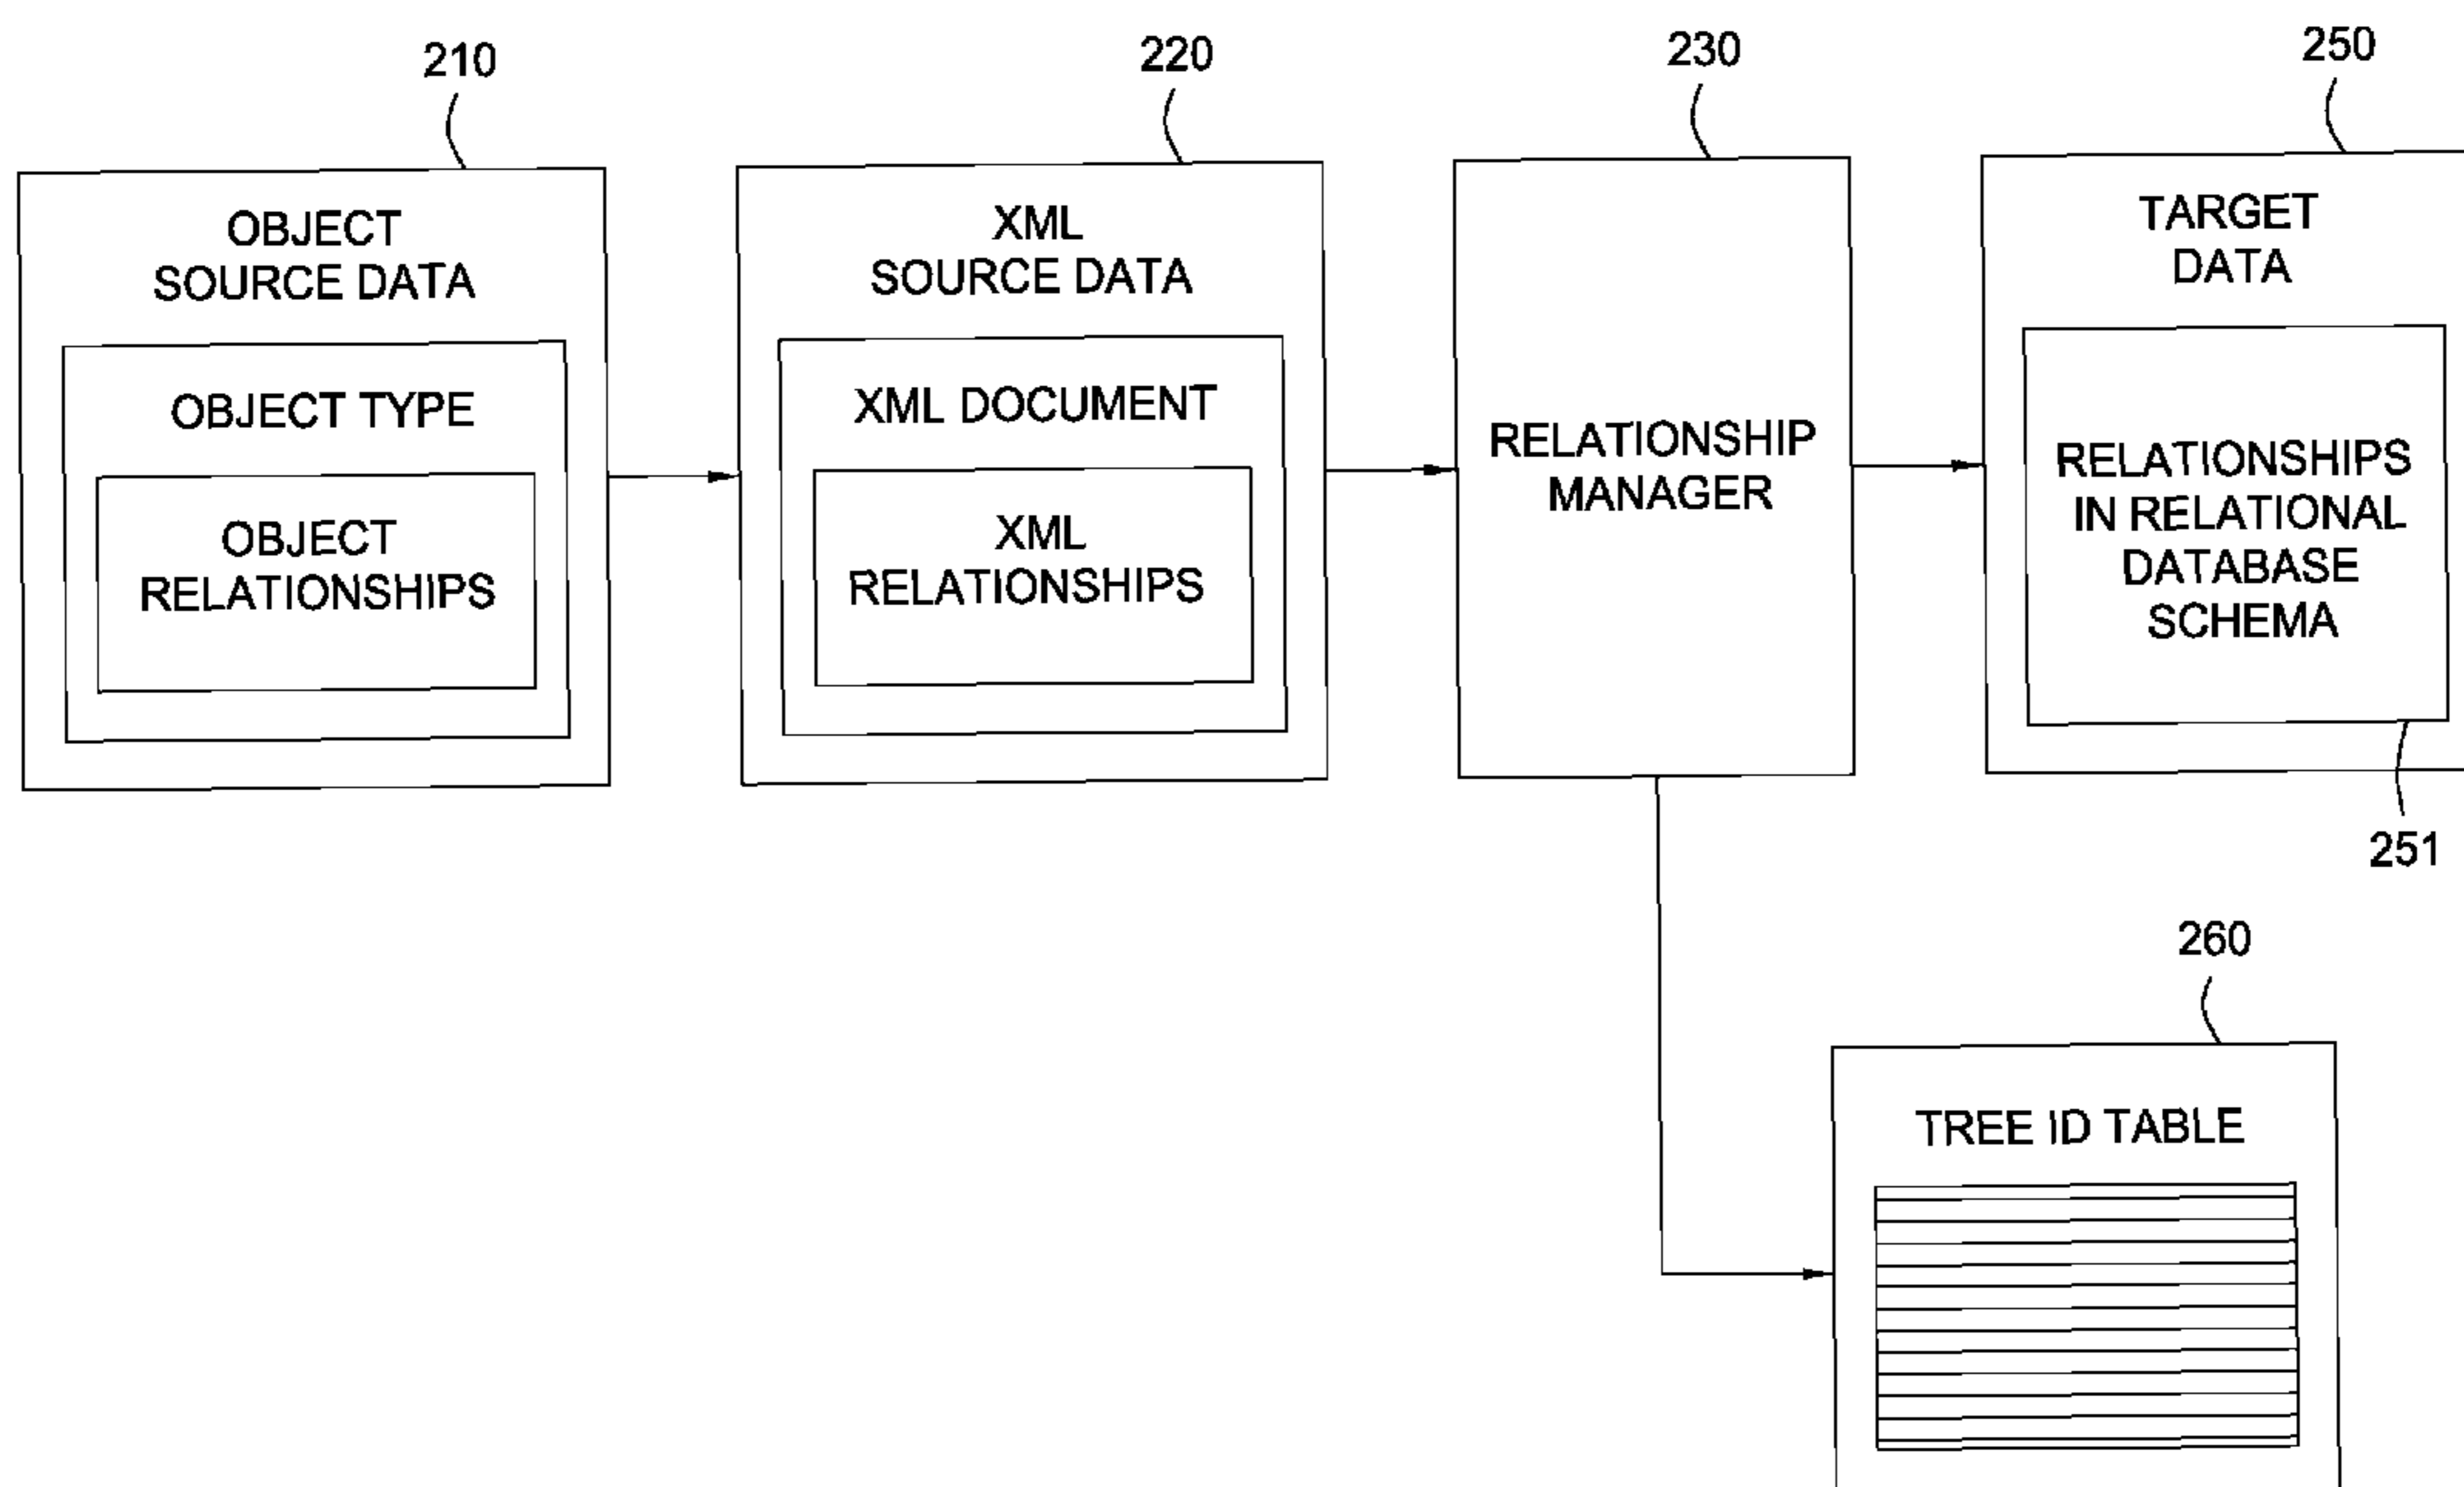 210
220
230
250
OBJECT
SOURCE DATA
OBJECT TYPE
OBJECT
RELATIONSHIPS
XML
SOURCE DATA
XML DOCUMENT
XML
RELATIONSHIPS
RELATIONSHIP
MANAGER
TARGET
DATA
RELATIONSHIPS
IN RELATIONAL
DATABASE
SCHEMA
251
260
TREE ID TABLE